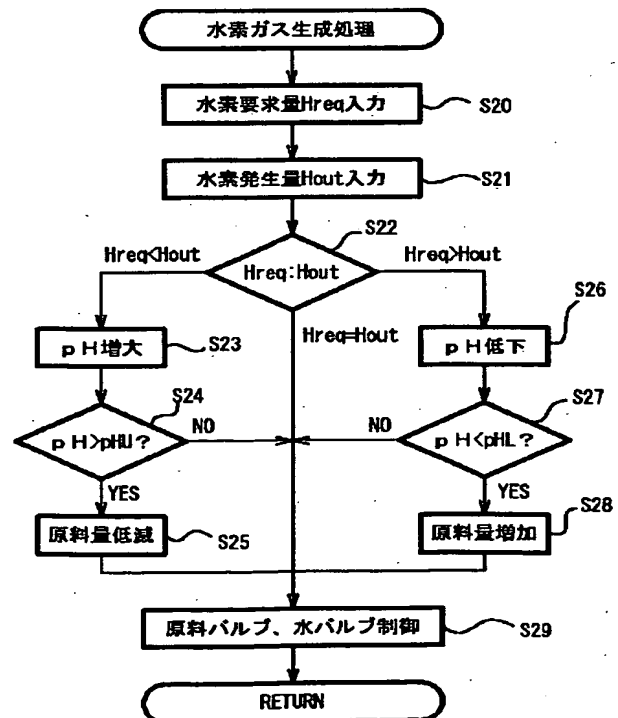 水素ガス生成処理
水素要求量Hreq入力
S20
水素発生量Hout入力
S21
S22
Hreq<Hout
Hreq:Hout
Hreq>Hout
S26
pH増大
S23
Hreq=Hout
pH低下
S24
S27
pH>pHU?
NO
NO
pH<pHL?
YES
YES
S28
原料量低減
S25
原料量増加
原料バルブ、水バルブ制御
S29
RETURN